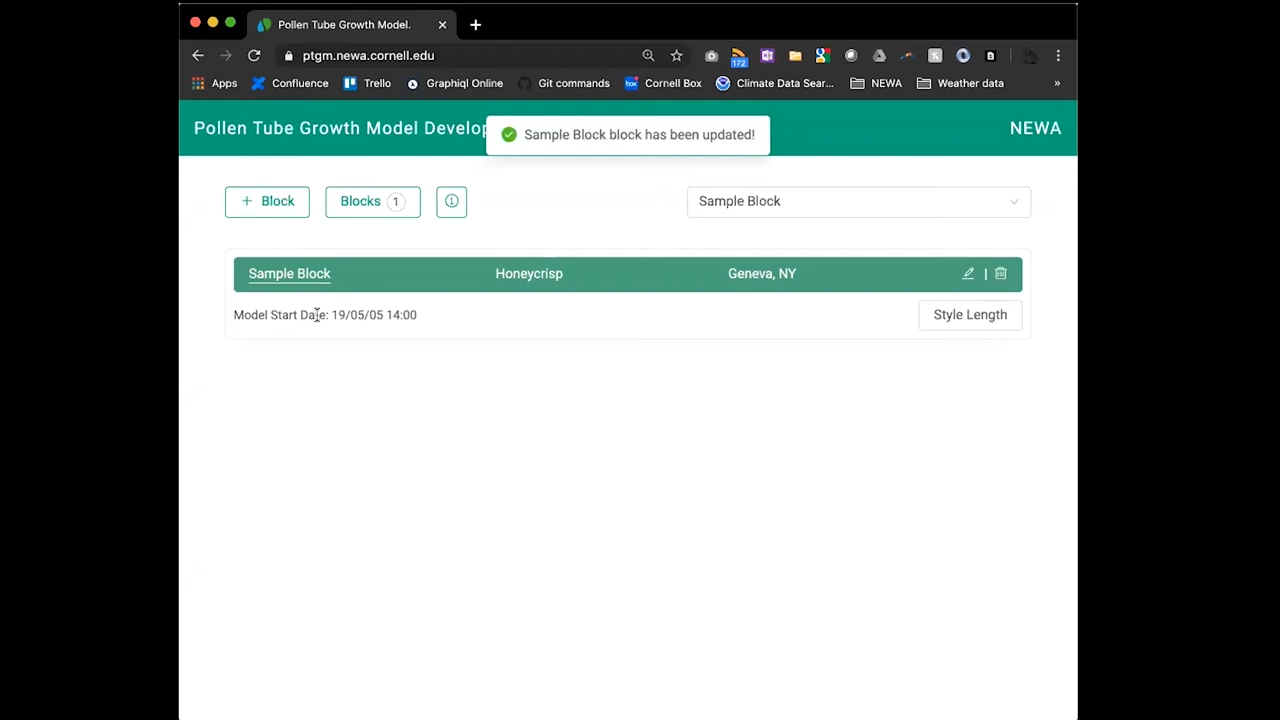 Pollen Tube Growth Model.
ptgm.newa.cornell.edu
172
Apps Confluence Trello Graphiql Online Git commands box Cornell Box Climate Data Sear... NEWA Weather data »
Pollen Tube Growth Model Develop
Sample Block block has been updated!
NEWA
+ Block
Blocks 1
Sample Block
Sample Block Honeycrisp Geneva, NY
Model Start Date: 19/05/05 14:00
Style Length